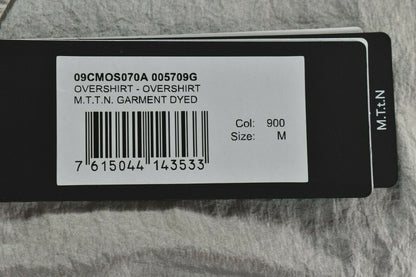 09CMOS070A 005709G
OVERSHIRT - OVERSHIRT
M.T.T.N. GARMENT DYED
Col: 900
Size: M
7 615044 143533
M.T.t.N